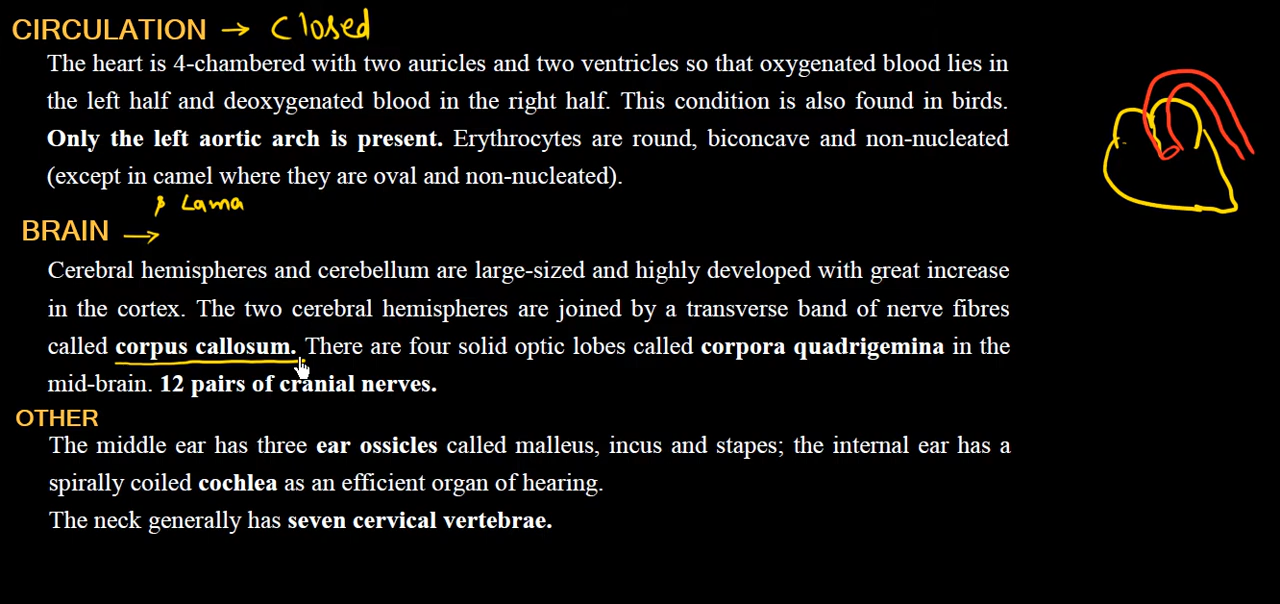 CIRCULATION → Closed
The heart is 4-chambered with two auricles and two ventricles so that oxygenated blood lies in
the left half and deoxygenated blood in the right half. This condition is also found in birds.
Only the left aortic arch is present. Erythrocytes are round, biconcave and non-nucleated
(except in camel where they are oval and non-nucleated).
& Lama
BRAIN →
Cerebral hemispheres and cerebellum are large-sized and highly developed with great increase
in the cortex. The two cerebral hemispheres are joined by a transverse band of nerve fibres
called corpus callosum. There are four solid optic lobes called corpora quadrigemina in the
mid-brain. 12 pairs of cranial nerves.
OTHER
The middle ear has three ear ossicles called malleus, incus and stapes; the internal ear has a
spirally coiled cochlea as an efficient organ of hearing.
The neck generally has seven cervical vertebrae.